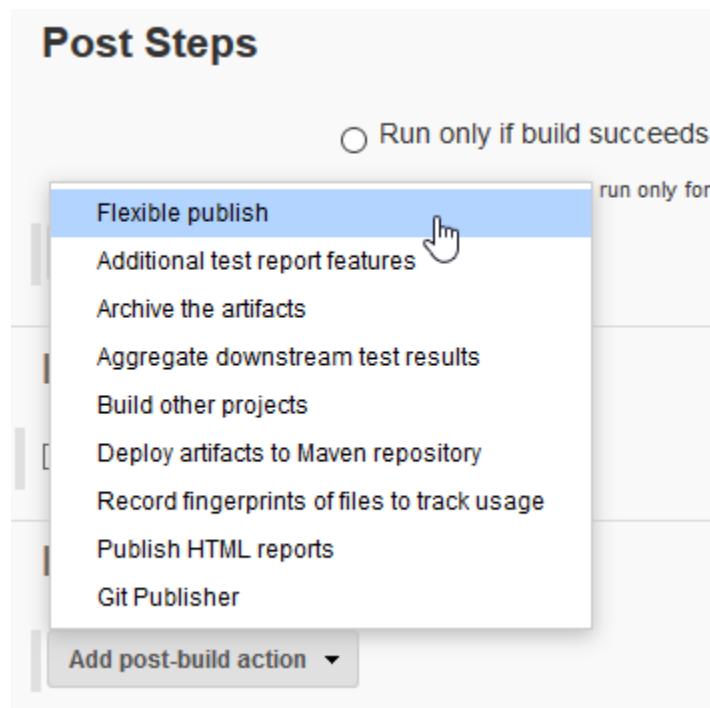 Post Steps
Run only if build succeeds
run only for
Flexible publish
Additional test report features
Archive the artifacts
Aggregate downstream test results
Build other projects
Deploy artifacts to Maven repository
Record fingerprints of files to track usage
Publish HTML reports
Git Publisher
Add post-build action